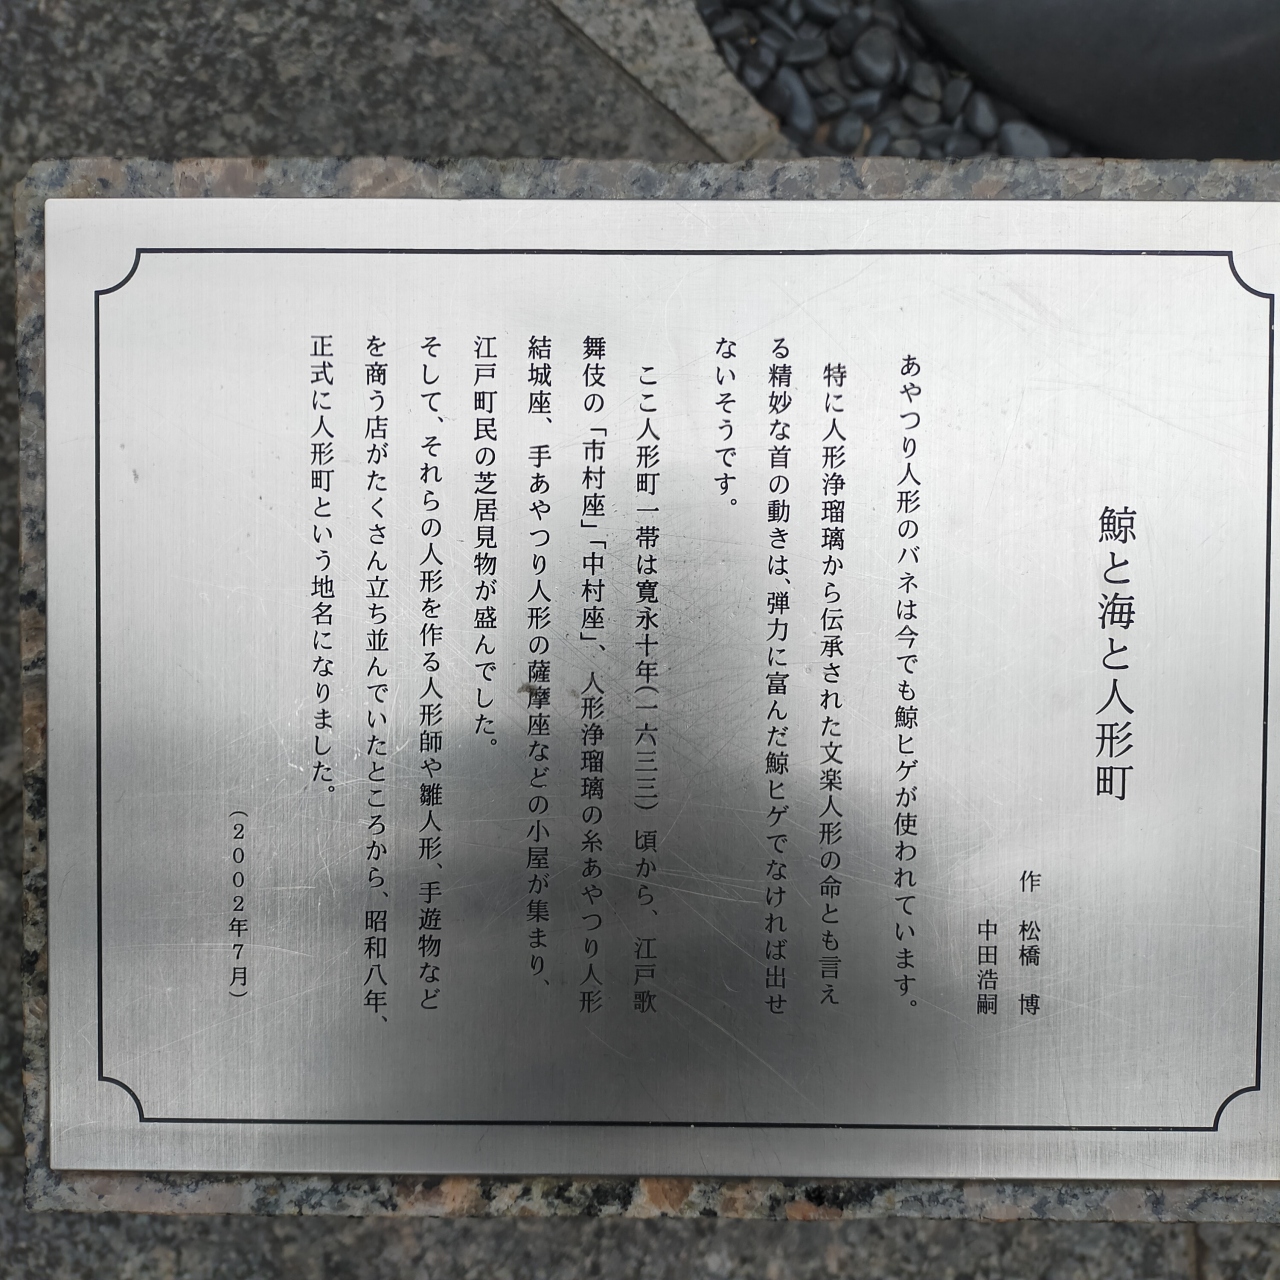 鯨と海と人形町
作　松橋　博
中田浩嗣
あやつり人形のバネは今でも鯨ヒゲが使われています。
特に人形浄瑠璃から伝承された文楽人形の命とも言え
る精妙な首の動きは、弾力に富んだ鯨ヒゲでなければ出せ
ないそうです。
ここ人形町一帯は寛永十年（一六三三）頃から、江戸歌
舞伎の「市村座」「中村座」、人形浄瑠璃の糸あやつり人形
結城座、手あやつり人形の薩摩座などの小屋が集まり、
江戸町民の芝居見物が盛んでした。
そして、それらの人形を作る人形師や雛人形、手遊物など
を商う店がたくさん立ち並んでいたところから、昭和八年、
正式に人形町という地名になりました。
（２００２年７月）